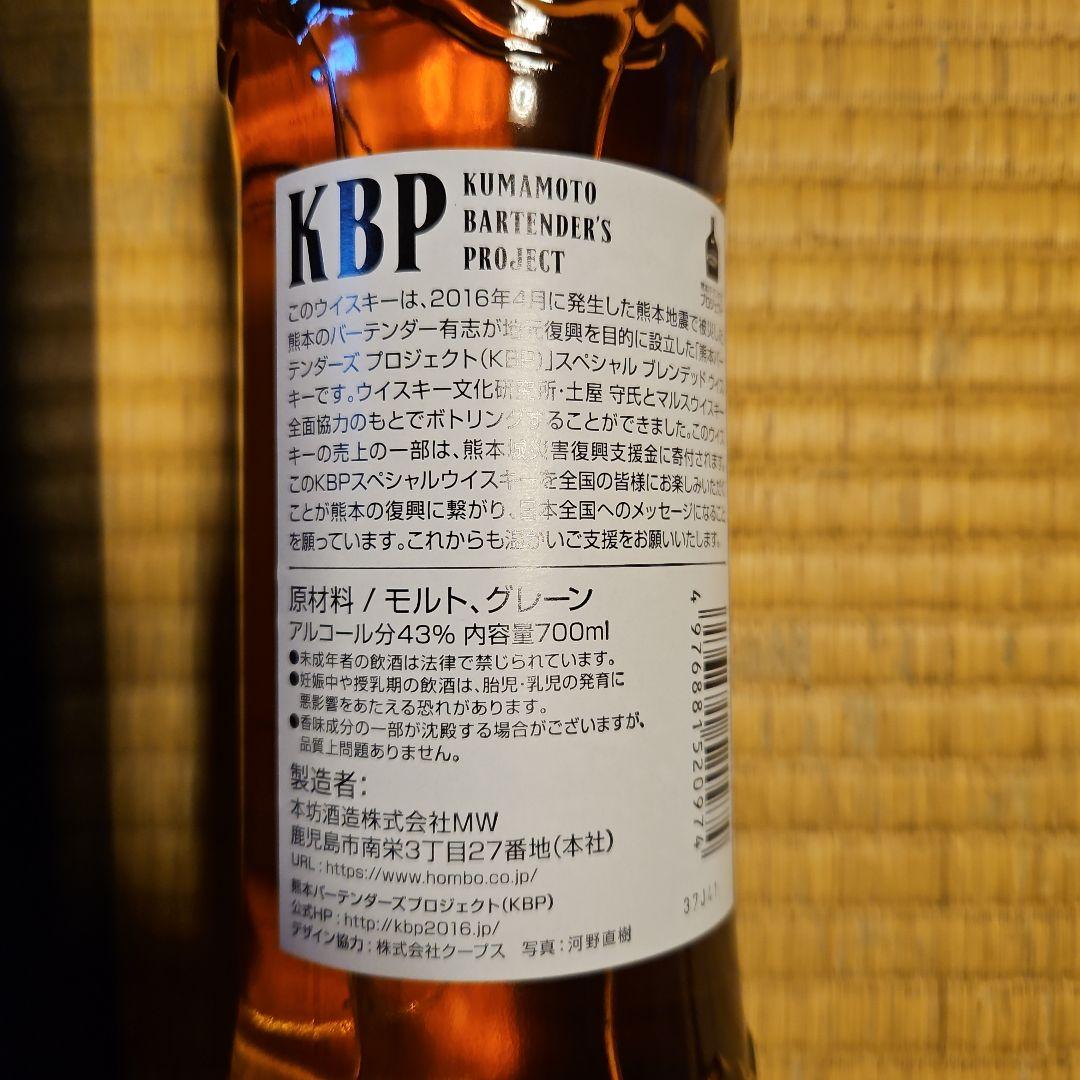 KBP
KUMAMOTO
BARTENDER'S
PROJECT
このウイスキーは、2016年4月に発生した熊本地震で被災した
熊本のバーテンダー有志が地元復興を目的に設立した「熊本バー
テンダーズ プロジェクト(KBP)」スペシャル ブレンデッド ウイス
キーです。ウイスキー文化研究所・土屋 守氏とマルスウイスキー
全面協力のもとでボトリングすることができました。このウイス
キーの売上の一部は、熊本城災害復興支援金に寄付されます。
このKBPスペシャルウイスキーを全国の皆様にお楽しみいただく
ことが熊本の復興に繋がり、日本全国へのメッセージになること
を願っています。これからも温かいご支援をお願いいたします。
原材料 / モルト、グレーン
アルコール分43% 内容量700ml
●未成年者の飲酒は法律で禁じられています。
●妊娠中や授乳期の飲酒は、胎児・乳児の発育に
悪影響をあたえる恐れがあります。
●香味成分の一部が沈殿する場合がございますが、
品質上問題ありません。
製造者:
本坊酒造株式会社MW
鹿児島市南栄3丁目27番地(本社)
URL : https://www.hombo.co.jp/
熊本バーテンダーズプロジェクト(KBP)
公式HP : http://kbp2016.jp/
デザイン協力 : 株式会社クープス 写真 : 河野直樹
4976881520974
37J41